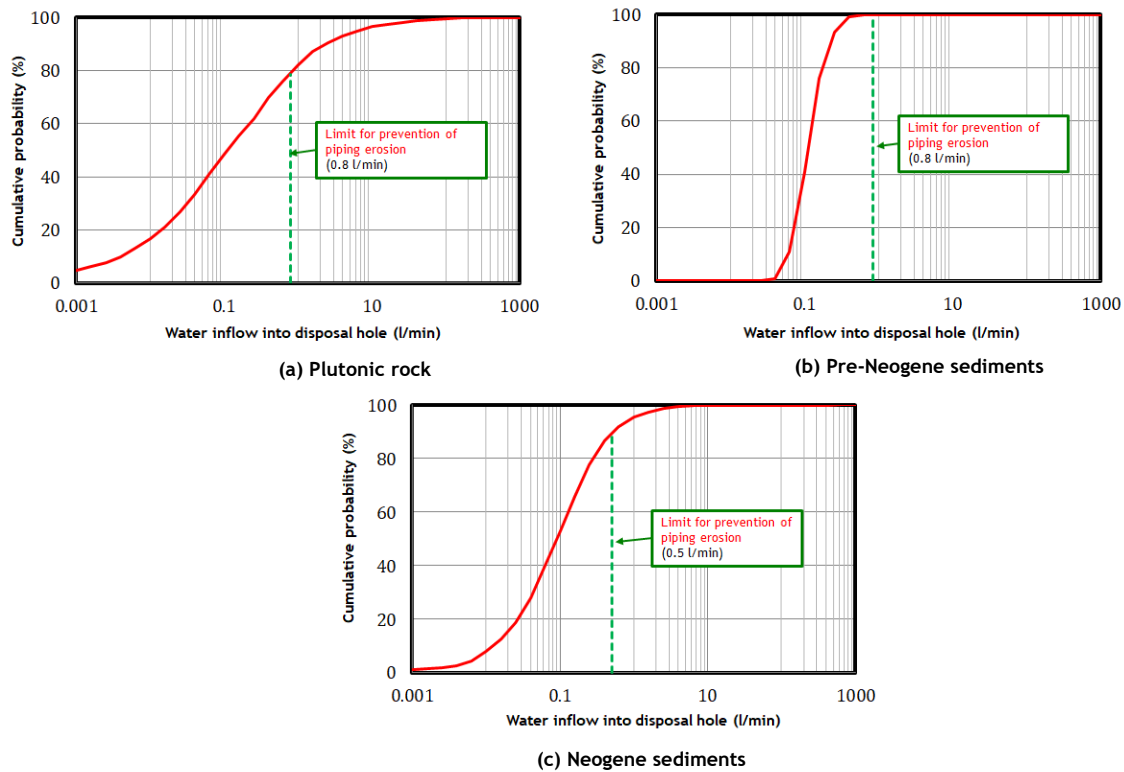 Cumulative probability (%)
100
80
60
40
20
0
Limit for prevention of
piping erosion
(0.8 l/min)
0.001
0.1
10
1000
Water inflow into disposal hole (l/min)
(a) Plutonic rock
Cumulative probability (%)
100
80
60
40
20
0
Limit for prevention of
piping erosion
(0.8 l/min)
0.001
0.1
10
1000
Water inflow into disposal hole (l/min)
(b) Pre-Neogene sediments
Cumulative probability (%)
100
80
60
40
20
0
Limit for prevention of
piping erosion
(0.5 l/min)
0.001
0.1
10
1000
Water inflow into disposal hole (l/min)
(c) Neogene sediments